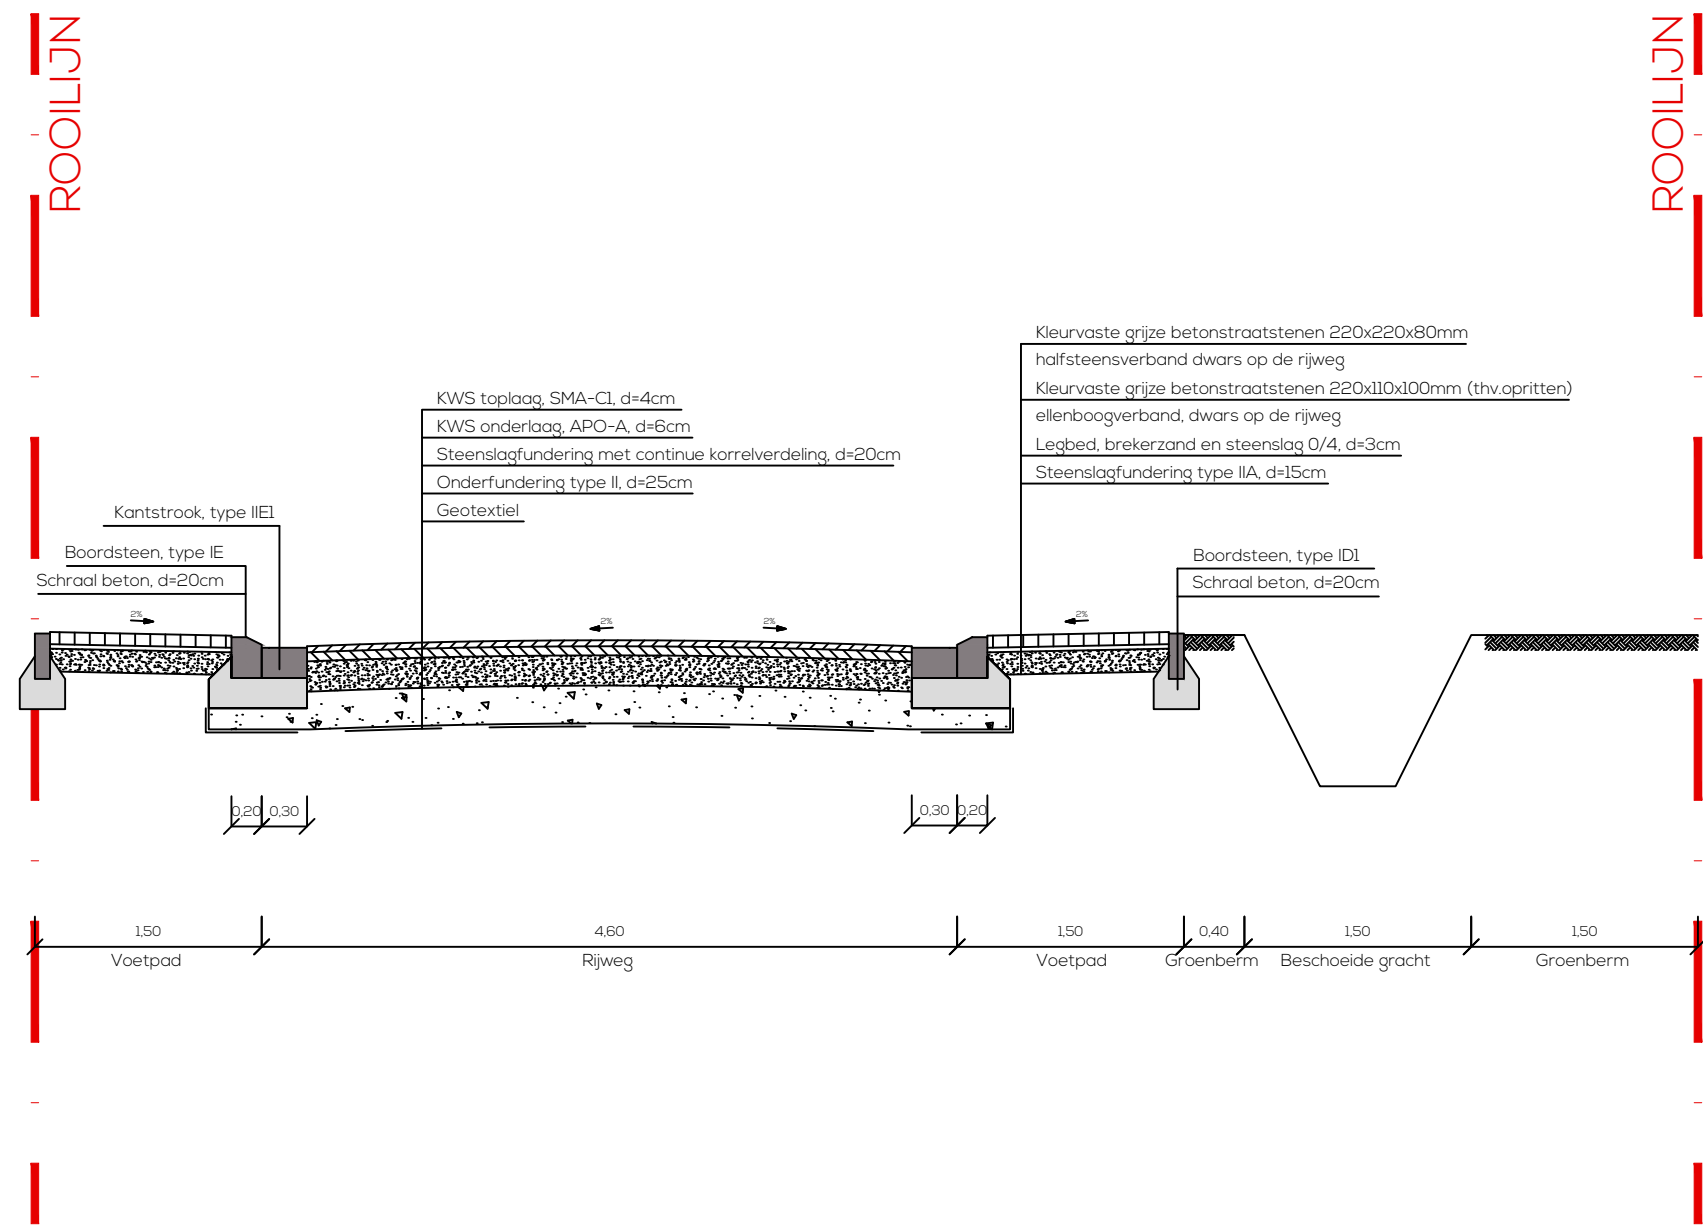 ROOILIJN
ROOILIJN
Kleurvaste grijze betonstraatstenen 220x220x80mm
halfsteensverband dwars op de rijweg
Kleurvaste grijze betonstraatstenen 220x110x100mm (thv.opritten)
ellenboogverband, dwars op de rijweg
Legbed, brekerzand en steenslag 0/4, d=3cm
Steenslagfundering type IIA, d=15cm
KWS toplaag, SMA-C1, d=4cm
KWS onderlaag, APO-A, d=6cm
Steenslagfundering met continue korrelverdeling, d=20cm
Onderfundering type II, d=25cm
Geotextiel
Kantstrook, type IIE1
Boordsteen, type IE
Schraal beton, d=20cm
Boordsteen, type ID1
Schraal beton, d=20cm
2% 2% 2% 2%
0,20 0,30 0,30 0,20
1,50 4,60 1,50 0,40 1,50 1,50
Voetpad Rijweg Voetpad Groenberm Beschoeide gracht Groenberm